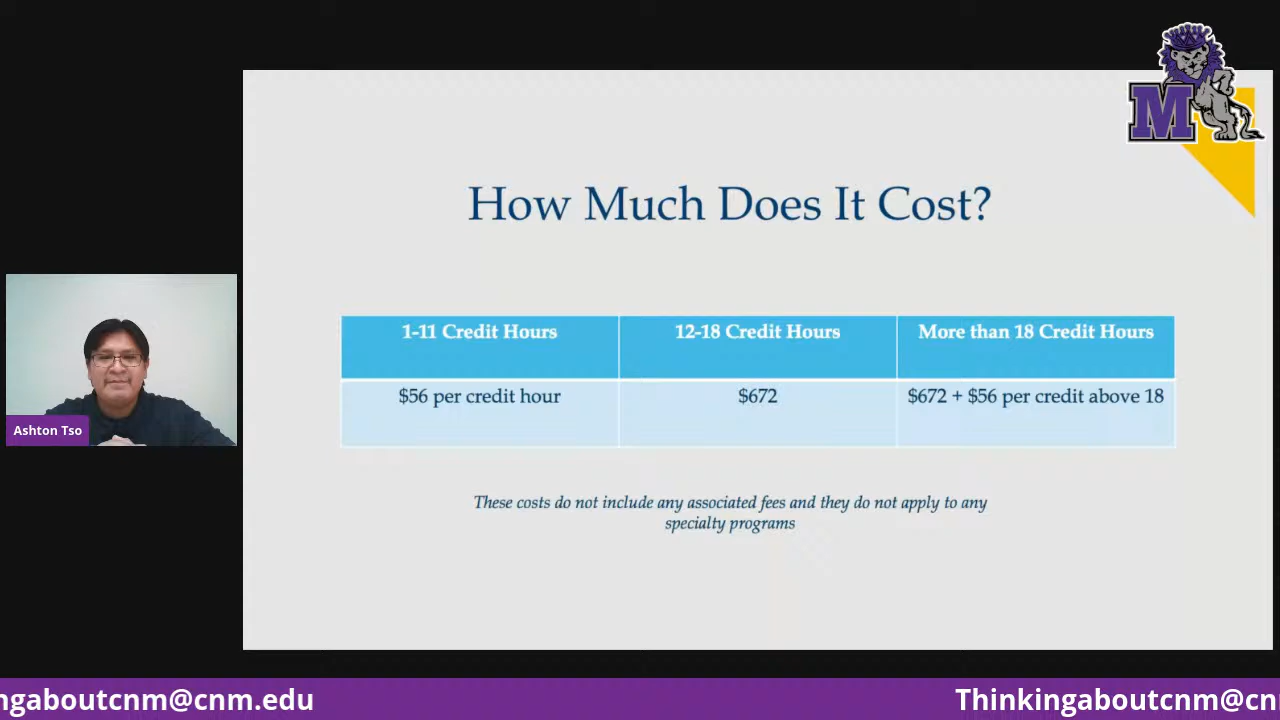 M
How Much Does It Cost?
1-11 Credit Hours
12-18 Credit Hours
More than 18 Credit Hours
$56 per credit hour
$672
$672 + $56 per credit above 18
Ashton Tso
These costs do not include any associated fees and they do not apply to any
specialty programs
ngaboutcnm@cnm.edu
Thinkingaboutcnm@cn